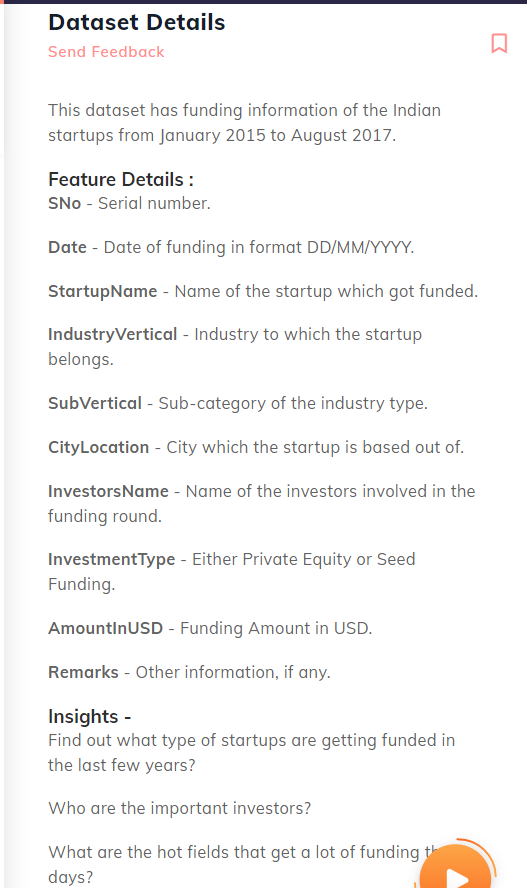 Dataset Details
Send Feedback
This dataset has funding information of the Indian
startups from January 2015 to August 2017.
Feature Details :
SNo - Serial number.
Date - Date of funding in format DD/MM/YYYY.
StartupName - Name of the startup which got funded.
IndustryVertical - Industry to which the startup
belongs.
SubVertical - Sub-category of the industry type.
CityLocation - City which the startup is based out of.
InvestorsName - Name of the investors involved in the
funding round.
InvestmentType - Either Private Equity or Seed
Funding.
AmountInUSD - Funding Amount in USD.
Remarks - Other information, if any.
Insights -
Find out what type of startups are getting funded in
the last few years?
Who are the important investors?
What are the hot fields that get a lot of funding
days?